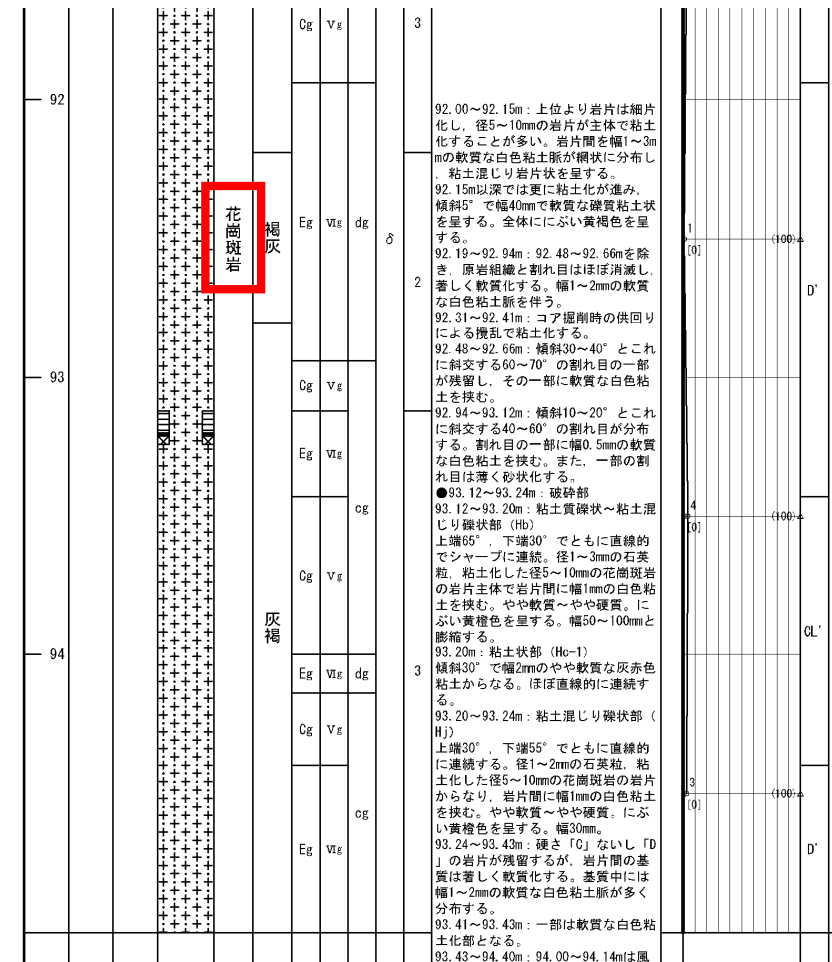 Cg Ⅴg 3
92
花崗斑岩
褐灰
Eg Ⅵg dg δ 2
92.00～92.15m：上位より岩片は細片
化し，径5～10mmの岩片が主体で粘土
化することが多い。岩片間を幅1～3m
mの軟質な白色粘土脈が網状に分布し
，粘土混じり岩片状を呈する。
92.15m以深では更に粘土化が進み，
傾斜5°で幅40mmで軟質な礫質粘土状
を呈する。全体ににぶい黄褐色を呈
する。
92.19～92.94m：92.48～92.66mを除
き，原岩組織と割れ目はほぼ消滅し，
著しく軟質化する。幅1～2mmの軟質
な白色粘土脈を伴う。
92.31～92.41m：コア掘削時の供回り
による攪乱で粘土化する。
92.48～92.66m：傾斜30～40°とこれ
に斜交する60～70°の割れ目の一部
が残留し，その一部に軟質な白色粘
土を挟む。
92.94～93.12m：傾斜10～20°とこれ
に斜交する40～60°の割れ目が分布
する。割れ目の一部に幅0.5mmの軟質
な白色粘土を挟む。また，一部の割
れ目は薄く砂状化する。
●93.12～93.24m：破砕部
93.12～93.20m：粘土質礫状～粘土混
じり礫状部（Hb）
上端65°，下端30°でともに直線的
でシャープに連続。径1～3mmの石英
粒，粘土化した径5～10mmの花崗斑岩
の岩片主体で岩片間に幅1mmの白色粘
土を挟む。やや軟質～やや硬質。に
ぶい黄橙色を呈する。幅50～100mmと
膨縮する。
93.20m：粘土状部（Hc-1）
傾斜30°で幅2mmのやや軟質な灰赤色
粘土からなる。ほぼ直線的に連続す
る。
93.20～93.24m：粘土混じり礫状部（
Hj）
上端30°，下端55°でともに直線的
に連続する。径1～2mmの石英粒，粘
土化した径5～10mmの花崗斑岩の岩片
からなり，岩片間に幅1mmの白色粘土
を挟む。やや軟質～やや硬質。にぶ
い黄橙色を呈する。幅30mm。
93.24～93.43m：硬さ「C」ないし「D
」の岩片が残留するが，岩片間の基
質は著しく軟質化する。基質中には
幅1～2mmの軟質な白色粘土脈が多く
分布する。
93.41～93.43m：一部は軟質な白色粘
土化部となる。
93.43～94.40m：94.00～94.14mは風
1
[0] (100)
D'
93
Cg Ⅴg
Eg Ⅵg
cg
4
[0] (100)
Cg Ⅴg
灰褐
CL'
94
Eg Ⅵg dg 3
Cg Ⅴg
3
[0] (100)
cg
Eg Ⅵg
D'